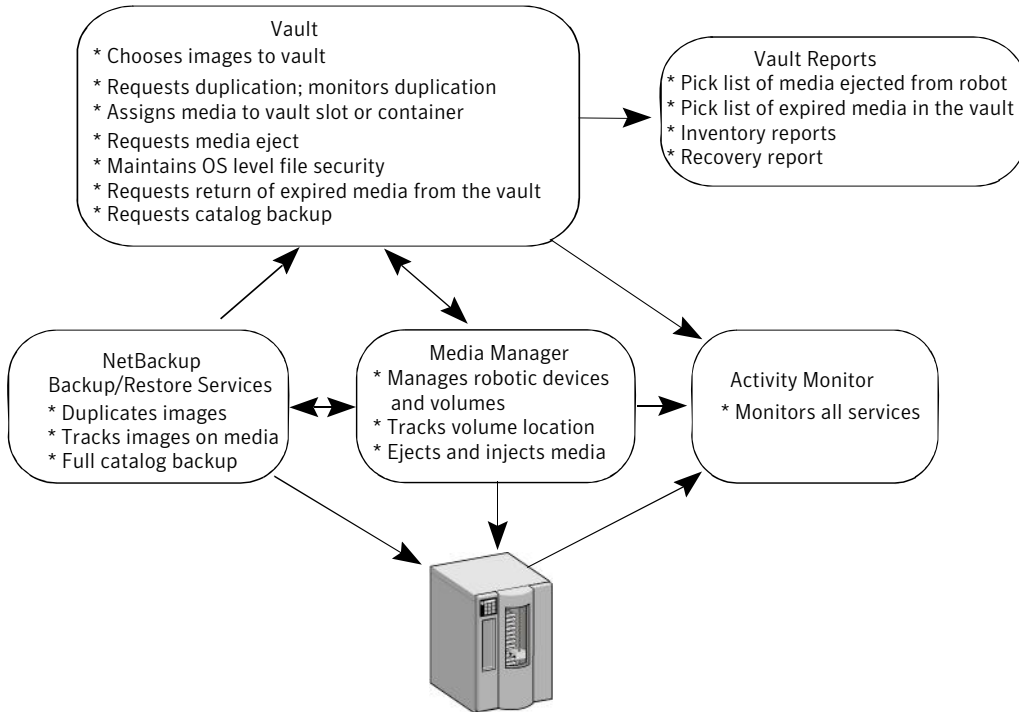 Vault
* Chooses images to vault
* Requests duplication; monitors duplication
* Assigns media to vault slot or container
* Requests media eject
* Maintains OS level file security
* Requests return of expired media from the vault
* Requests catalog backup
Vault Reports
* Pick list of media ejected from robot
* Pick list of expired media in the vault
* Inventory reports
* Recovery report
NetBackup
Backup/Restore Services
* Duplicates images
* Tracks images on media
* Full catalog backup
Media Manager
* Manages robotic devices
and volumes
* Tracks volume location
* Ejects and injects media
Activity Monitor
* Monitors all services